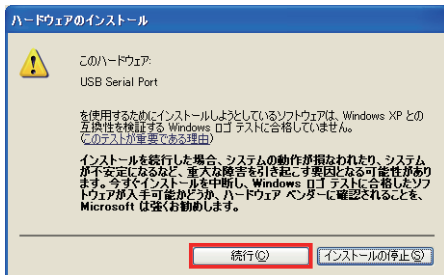 ハードウェアのインストール
このハードウェア:
USB Serial Port
を使用するためにインストールしようとしているソフトウェアは、Windows XP との
互換性を検証する Windows ロゴ テストに合格していません。
(このテストが重要である理由)
インストールを続行した場合、システムの動作が損なわれたり、システム
が不安定になるなど、重大な障害を引き起こす要因となる可能性があり
ます。今すぐインストールを中断し、Windows ロゴ テストに合格したソフ
トウェアが入手可能かどうか、ハードウェア ベンダーに確認されることを、
Microsoft は強くお勧めします。
続行(C) インストールの停止(S)